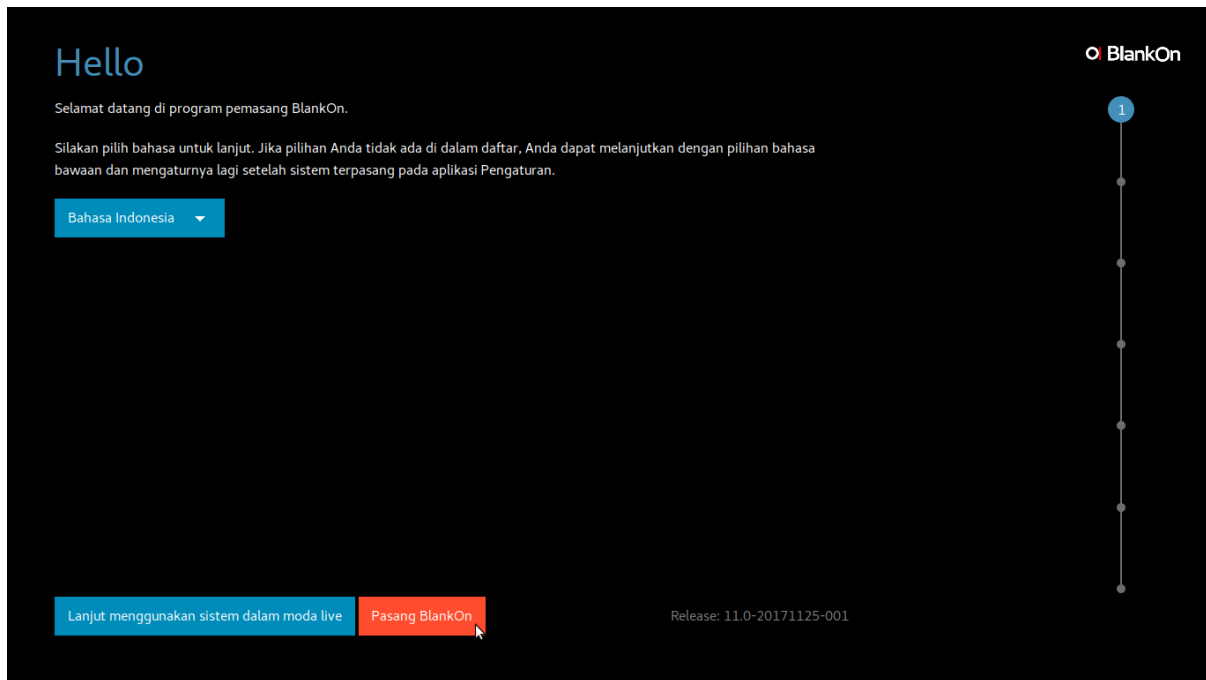 Hello
BlankOn
Selamat datang di program pemasang BlankOn.
1
Silakan pilih bahasa untuk lanjut. Jika pilihan Anda tidak ada di dalam daftar, Anda dapat melanjutkan dengan pilihan bahasa
bawaan dan mengaturnya lagi setelah sistem terpasang pada aplikasi Pengaturan.
Bahasa Indonesia
Lanjut menggunakan sistem dalam moda live
Pasang BlankOn
Release: 11.0-20171125-001